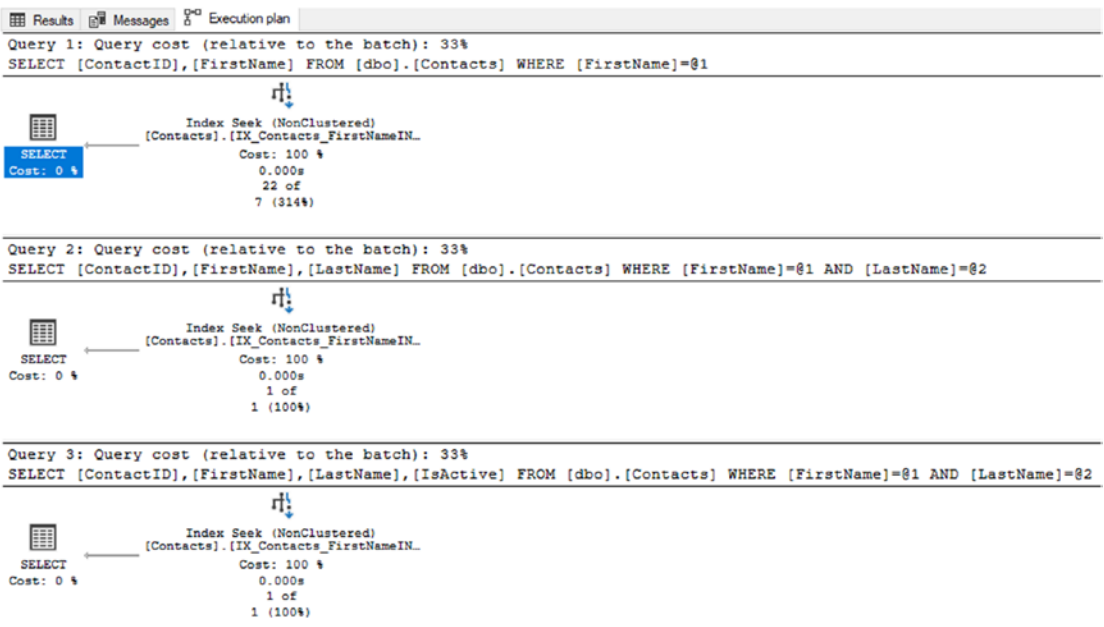 Results Messages Execution plan
Query 1: Query cost (relative to the batch): 33%
SELECT [ContactID],[FirstName] FROM [dbo].[Contacts] WHERE [FirstName]=@1
Index Seek (NonClustered)
[Contacts].[IX_Contacts_FirstNameIN…
SELECT
Cost: 0 %
Cost: 100 %
0.000s
22 of
7 (314%)
Query 2: Query cost (relative to the batch): 33%
SELECT [ContactID],[FirstName],[LastName] FROM [dbo].[Contacts] WHERE [FirstName]=@1 AND [LastName]=@2
Index Seek (NonClustered)
[Contacts].[IX_Contacts_FirstNameIN…
SELECT
Cost: 0 %
Cost: 100 %
0.000s
1 of
1 (100%)
Query 3: Query cost (relative to the batch): 33%
SELECT [ContactID],[FirstName],[LastName],[IsActive] FROM [dbo].[Contacts] WHERE [FirstName]=@1 AND [LastName]=@2
Index Seek (NonClustered)
[Contacts].[IX_Contacts_FirstNameIN…
SELECT
Cost: 0 %
Cost: 100 %
0.000s
1 of
1 (100%)